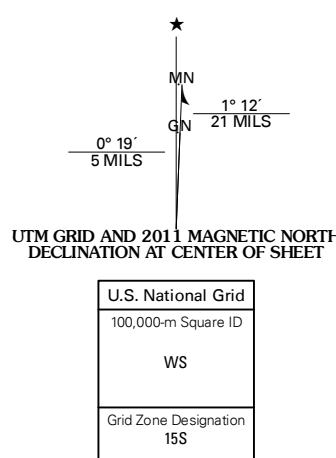 ★
MN
1° 12´
21 MILS
GN
0° 19´
5 MILS
UTM GRID AND 2011 MAGNETIC NORTH
DECLINATION AT CENTER OF SHEET
U.S. National Grid
100,000-m Square ID
WS
Grid Zone Designation
15S